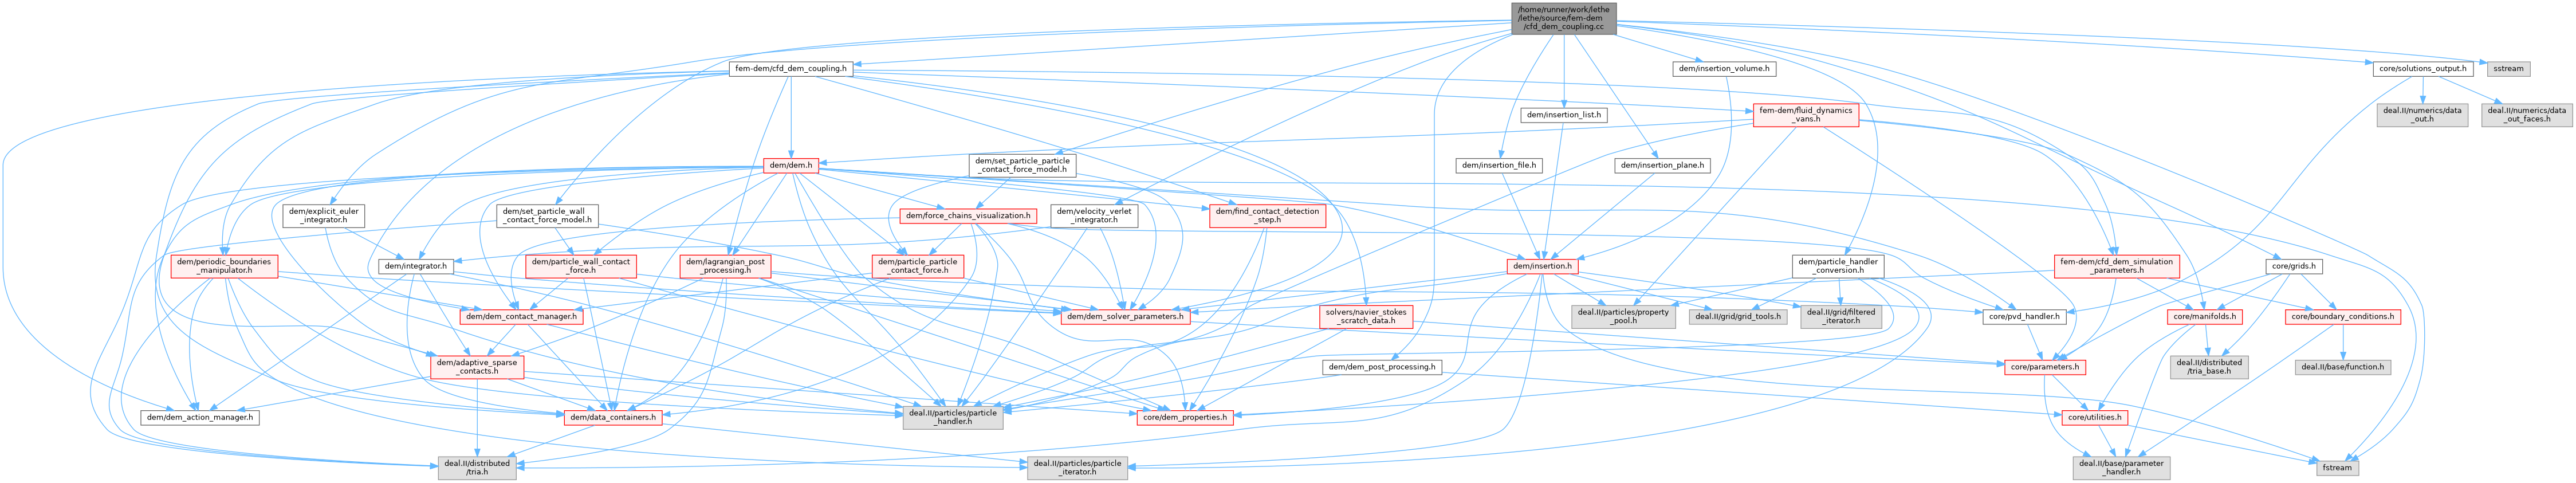 /home/runner/work/lethe
/lethe/source/fem-dem
/cfd_dem_coupling.cc
fem-dem/cfd_dem_coupling.h
dem/insertion_volume.h
core/solutions_output.h
sstream
fem-dem/fluid_dynamics
_vans.h
dem/insertion_list.h
deal.II/numerics/data
_out.h
deal.II/numerics/data
_out_faces.h
dem/dem.h
dem/set_particle_particle
_contact_force_model.h
dem/insertion_file.h
dem/insertion_plane.h
dem/explicit_euler
_integrator.h
dem/set_particle_wall
_contact_force_model.h
dem/force_chains_visualization.h
dem/velocity_verlet
_integrator.h
dem/find_contact_detection
_step.h
dem/periodic_boundaries
_manipulator.h
dem/integrator.h
dem/particle_wall_contact
_force.h
dem/lagrangian_post
_processing.h
dem/particle_particle
_contact_force.h
dem/insertion.h
dem/particle_handler
_conversion.h
fem-dem/cfd_dem_simulation
_parameters.h
core/grids.h
dem/dem_contact_manager.h
dem/dem_solver_parameters.h
solvers/navier_stokes
_scratch_data.h
deal.II/particles/property
_pool.h
deal.II/grid/grid_tools.h
deal.II/grid/filtered
_iterator.h
core/pvd_handler.h
core/manifolds.h
core/boundary_conditions.h
dem/adaptive_sparse
_contacts.h
dem/dem_post_processing.h
core/parameters.h
deal.II/distributed
/tria_base.h
deal.II/base/function.h
dem/dem_action_manager.h
dem/data_containers.h
deal.II/particles/particle
_handler.h
core/dem_properties.h
core/utilities.h
deal.II/distributed
/tria.h
deal.II/particles/particle
_iterator.h
deal.II/base/parameter
_handler.h
fstream